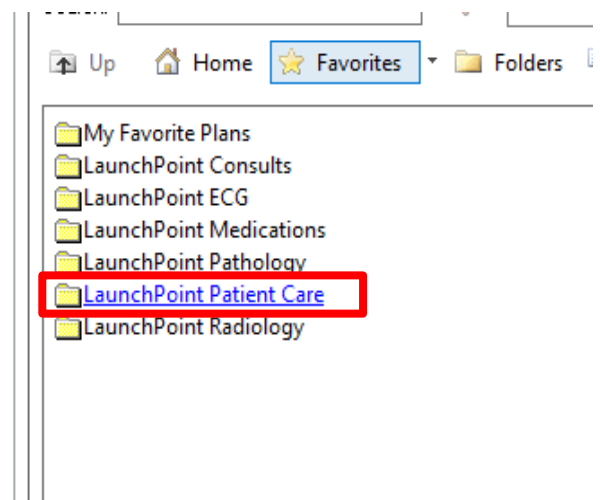 Up Home Favorites Folders
My Favorite Plans
LaunchPoint Consults
LaunchPoint ECG
LaunchPoint Medications
LaunchPoint Pathology
LaunchPoint Patient Care
LaunchPoint Radiology